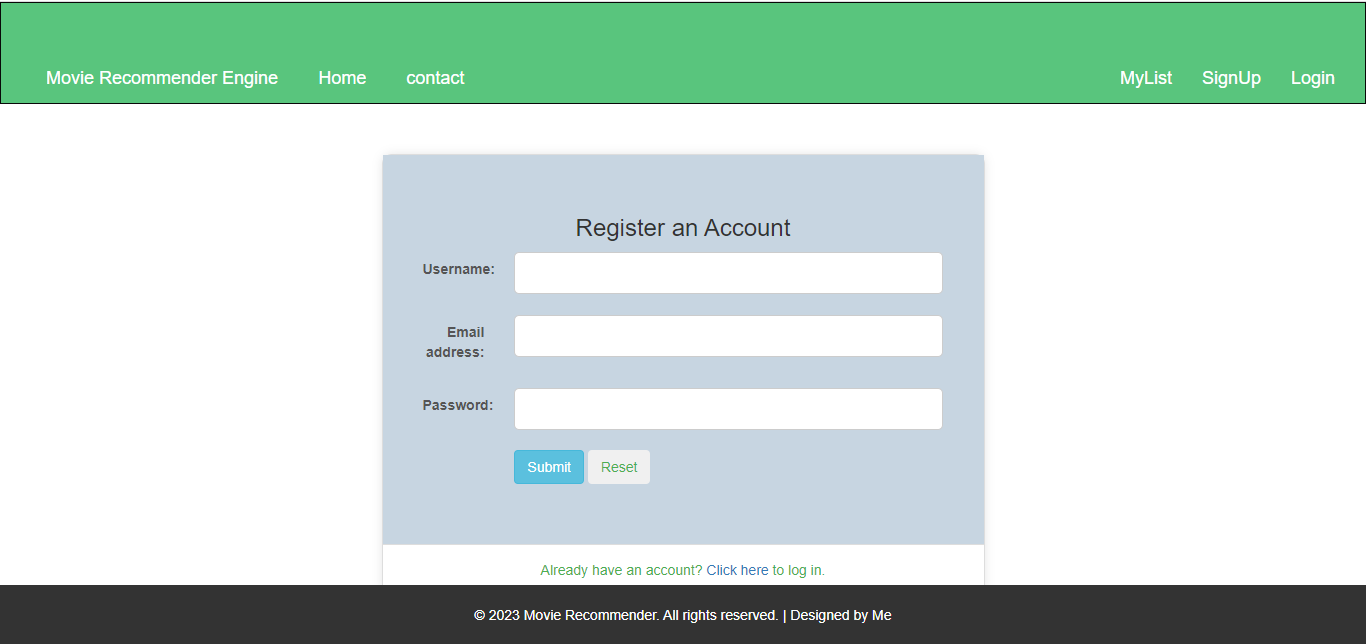 Movie Recommender Engine Home contact MyList SignUp Login
Register an Account
Username:
Email
address:
Password:
Submit Reset
Already have an account? Click here to log in.
© 2023 Movie Recommender. All rights reserved. | Designed by Me